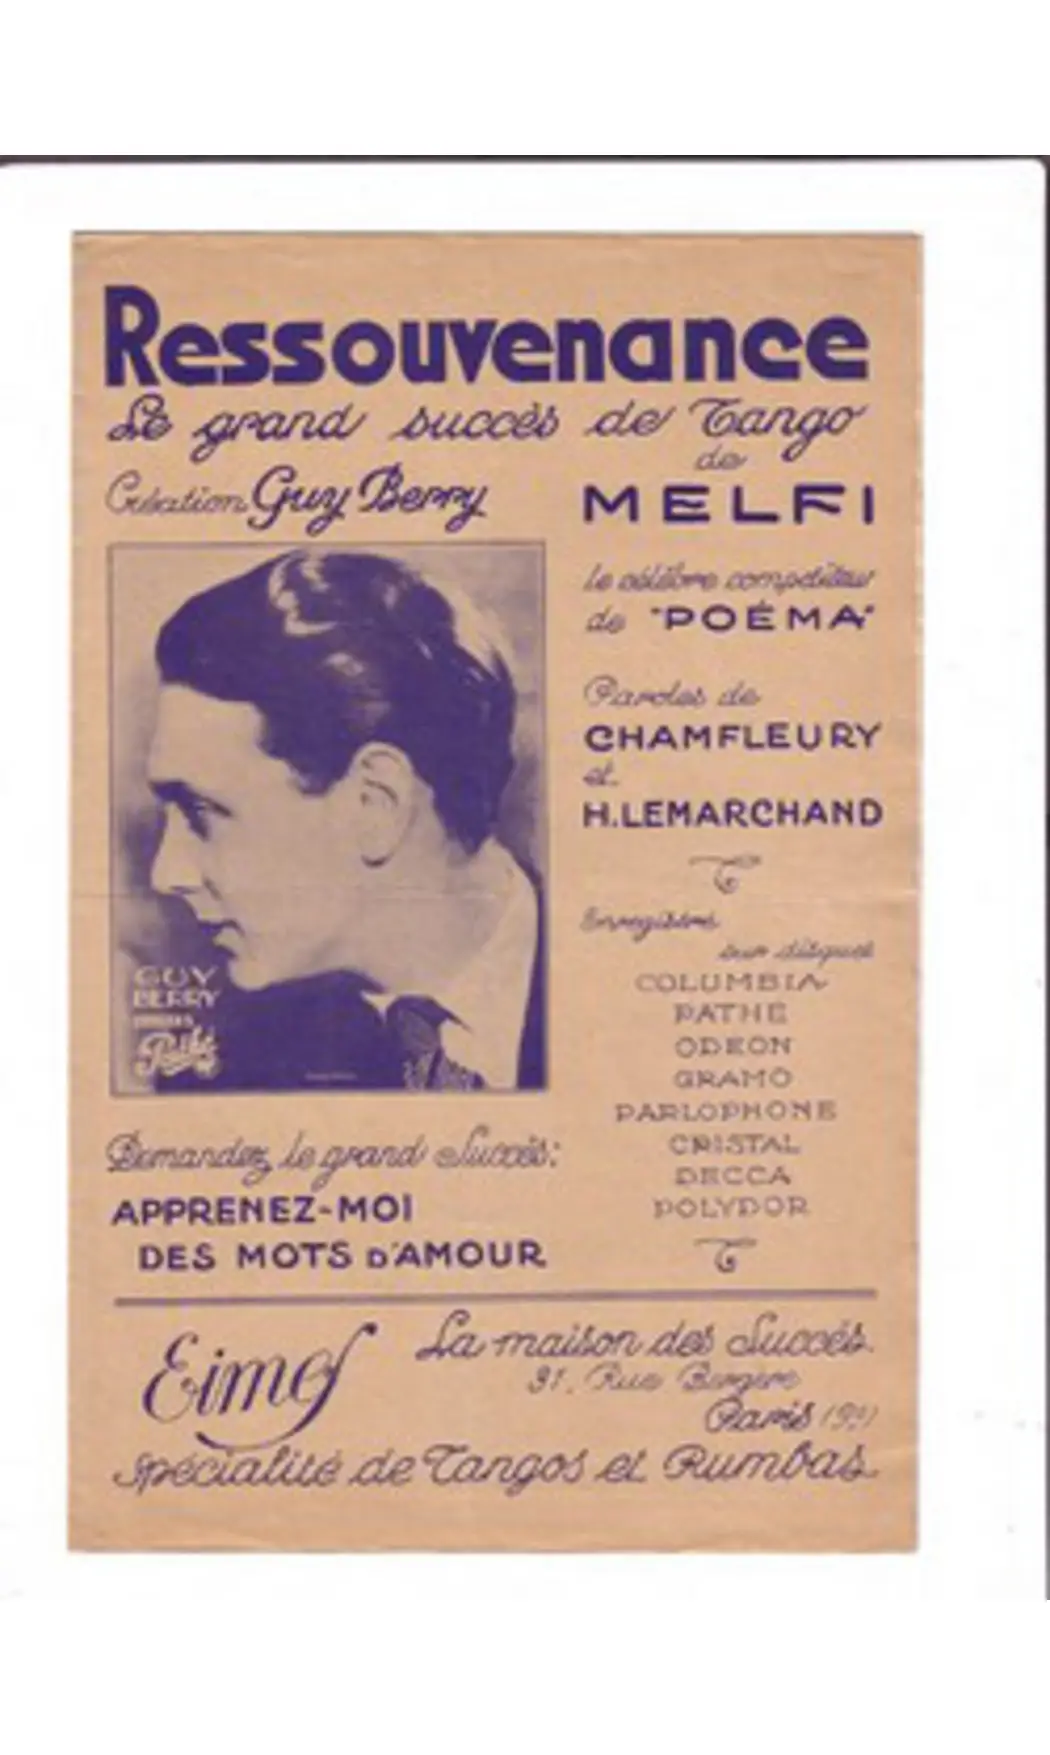 Ressouvenance
Le grand succès de Tango
de
MELFI
Création Guy Berry
le célèbre compositeur
de "POÉMA"
Paroles de
CHAMFLEURY
et
H. LEMARCHAND
Enregistré
sur disques
COLUMBIA
PATHÉ
ODEON
GRAMO
PARLOPHONE
CRISTAL
DECCA
POLYDOR
GUY
BERRY
Pathé
Demandez le grand Succès:
APPRENEZ-MOI
DES MOTS D'AMOUR
Eimef
La maison des Succès
31, Rue Bergère
Paris (9e)
Spécialité de Tangos et Rumbas